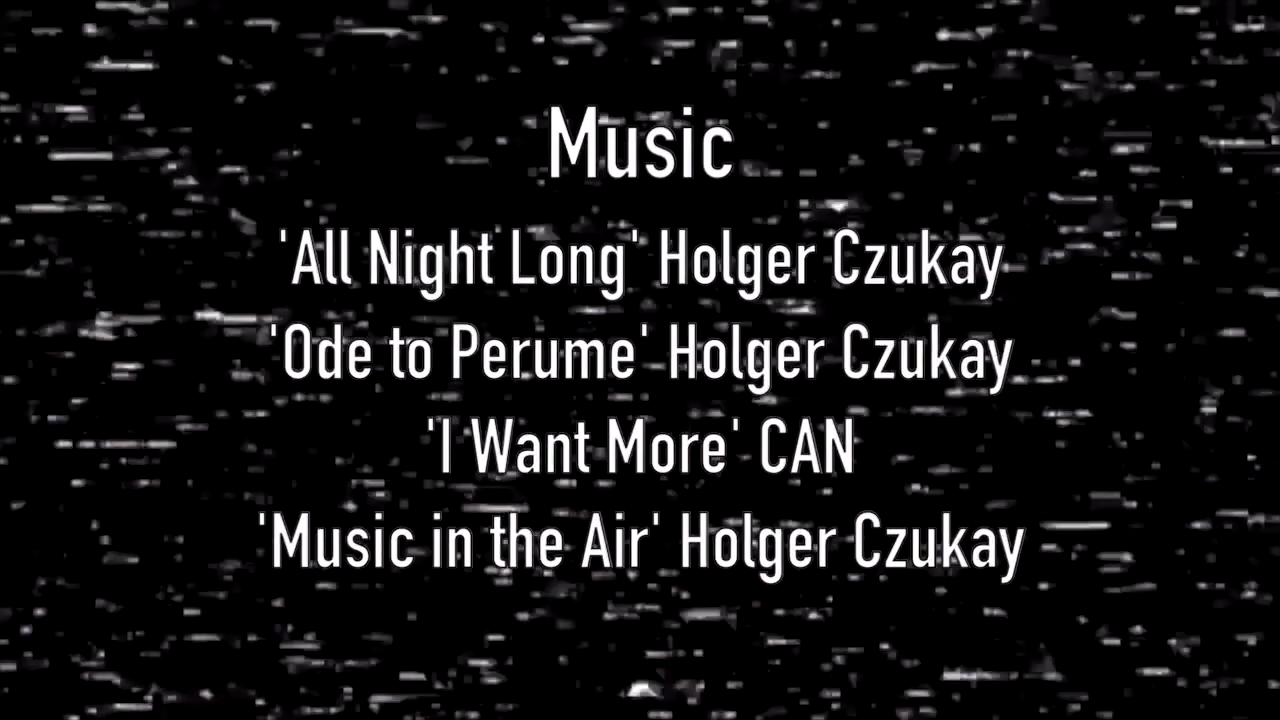 Music
'All Night Long' Holger Czukay
'Ode to Perume' Holger Czukay
'I Want More' CAN
'Music in the Air' Holger Czukay